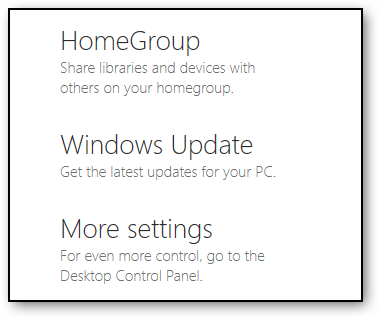 HomeGroup
Share libraries and devices with
others on your homegroup.
Windows Update
Get the latest updates for your PC.
More settings
For even more control, go to the
Desktop Control Panel.